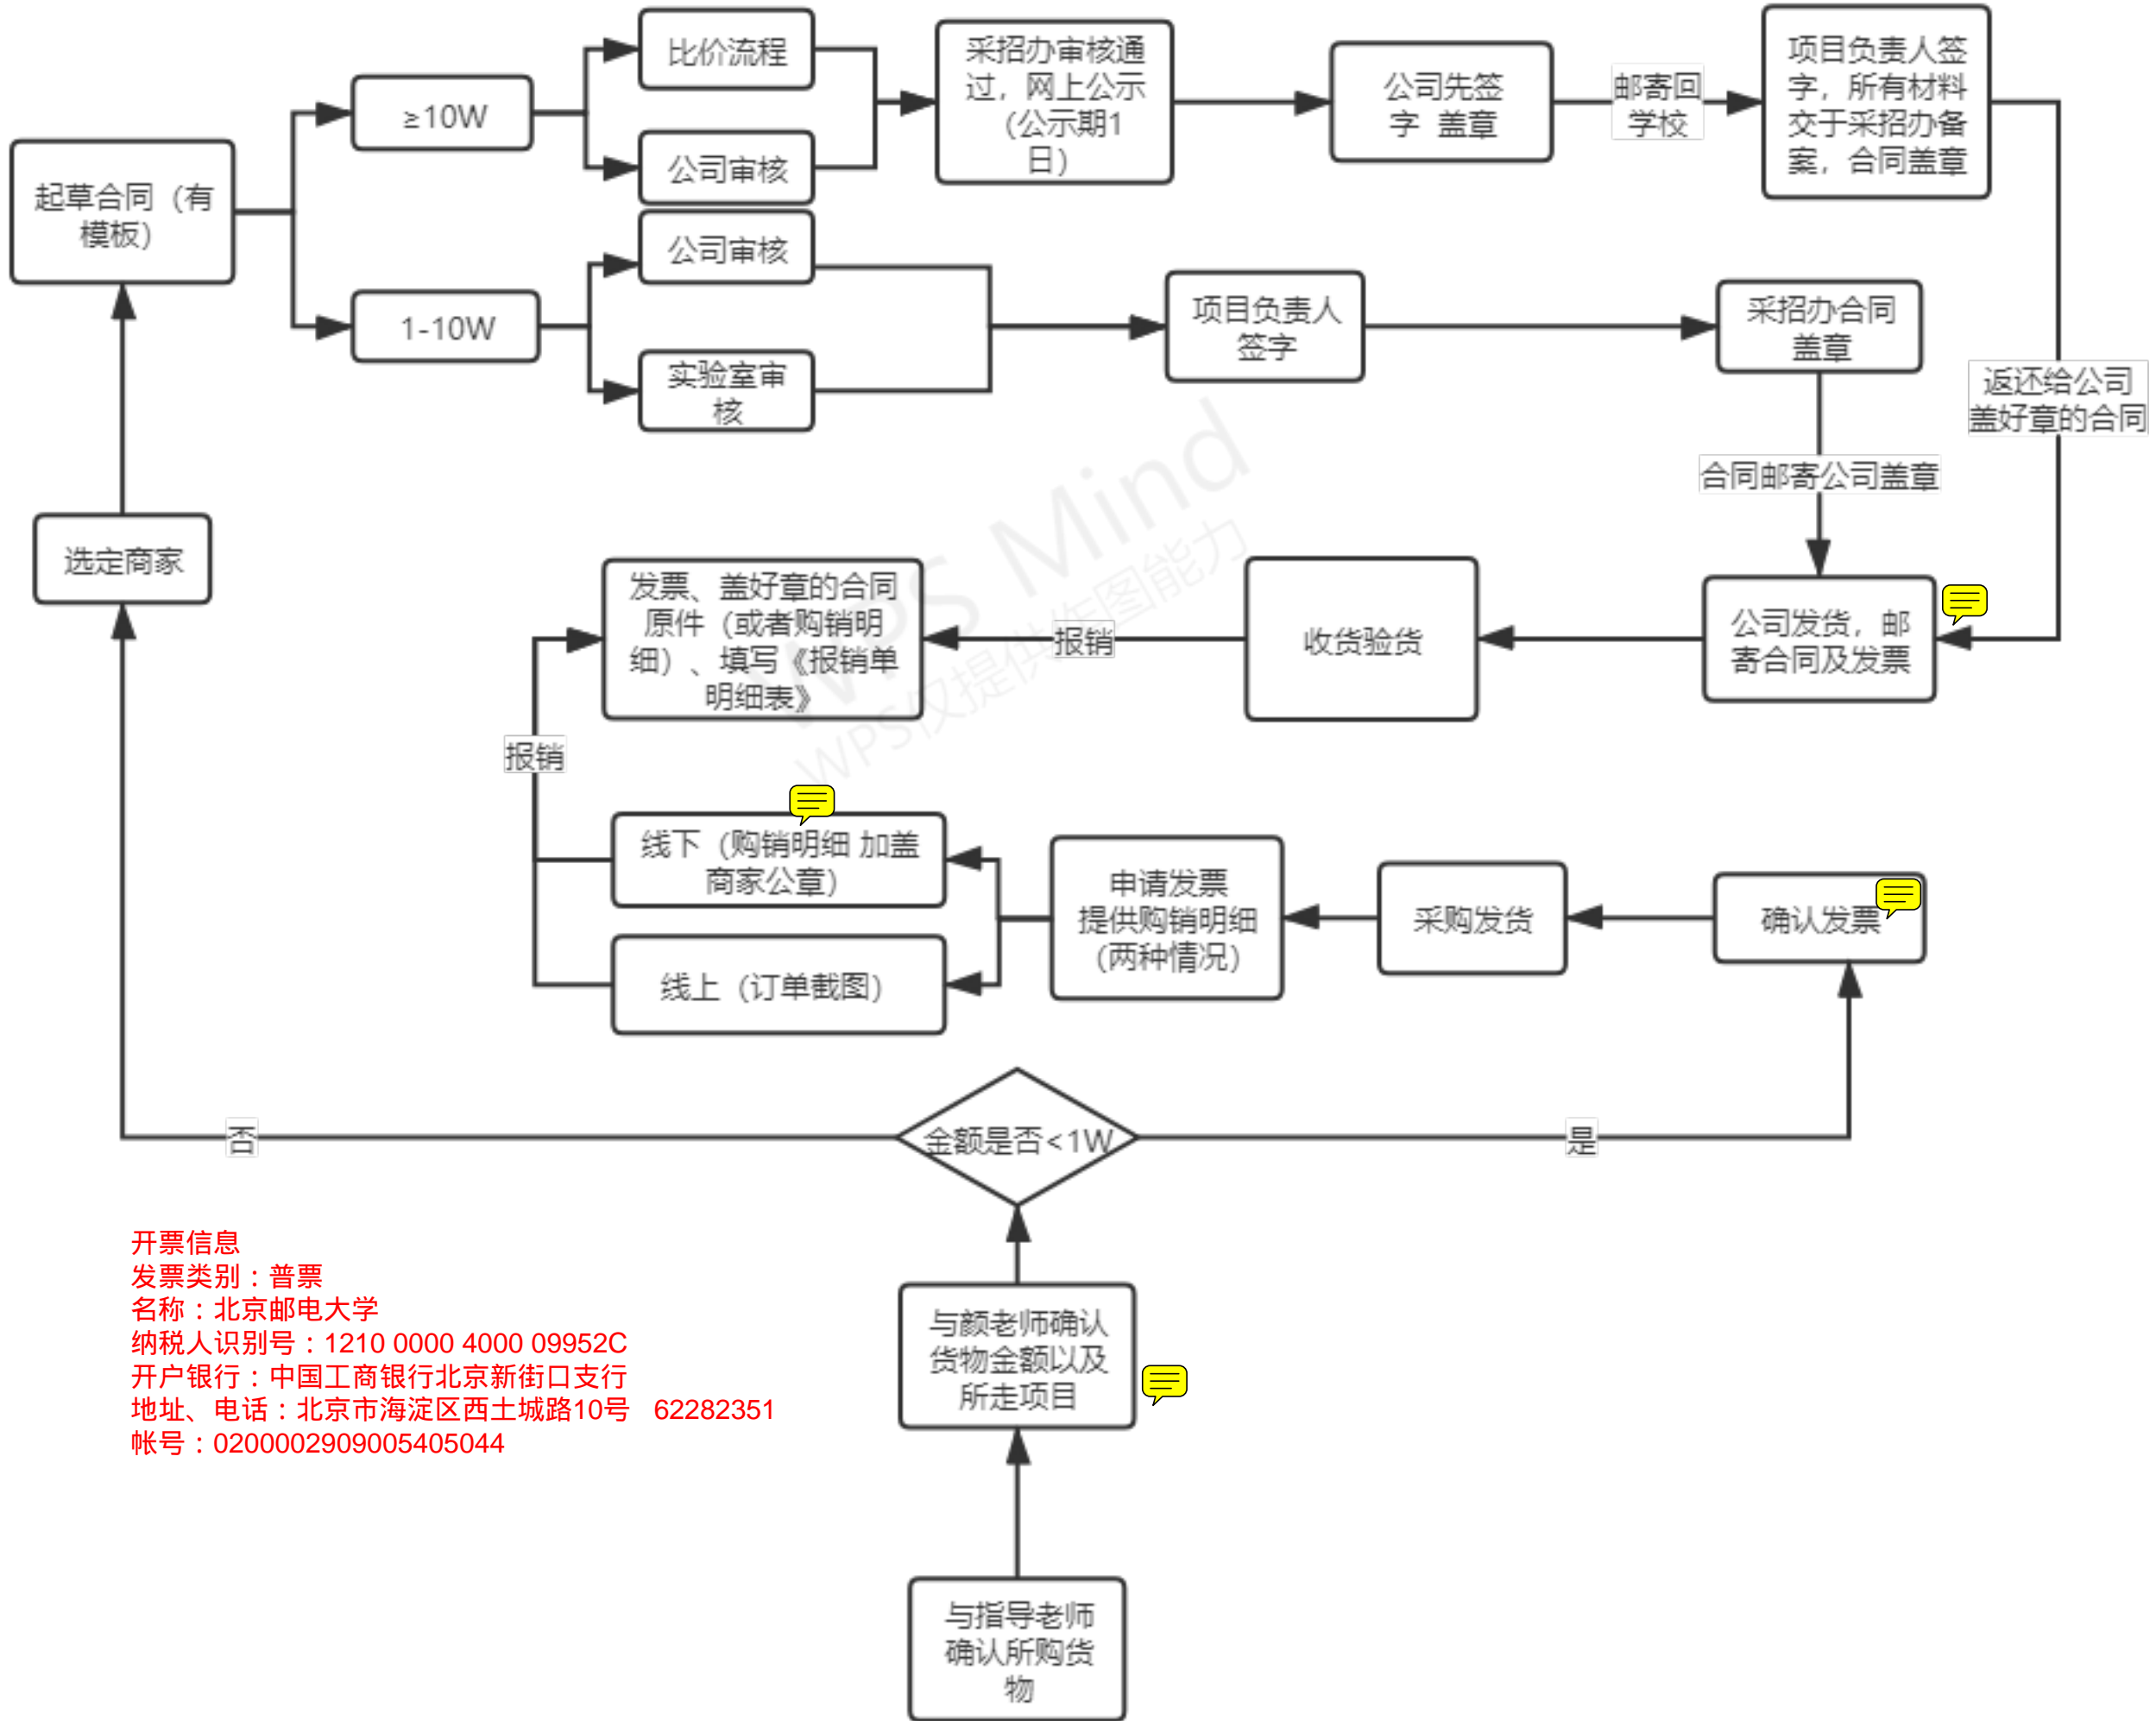 比价流程
≥10W
公司审核
采招办审核通
过，网上公示
（公示期1
日）
公司先签
字  盖章
邮寄回
学校
项目负责人签
字，所有材料
交于采招办备
案，合同盖章
起草合同（有
模板）
1-10W
公司审核
实验室审
核
项目负责人
签字
采招办合同
盖章
返还给公司
盖好章的合同
合同邮寄公司盖章
选定商家
发票、盖好章的合同
原件（或者购销明
细）、填写《报销单
明细表》
报销
收货验货
公司发货，邮
寄合同及发票
WPS Mind
WPS仅提供作图能力
报销
线下（购销明细 加盖
商家公章）
线上（订单截图）
申请发票
提供购销明细
（两种情况）
采购发货
确认发票
否
金额是否<1W
是
开票信息
发票类别：普票
名称：北京邮电大学
纳税人识别号：1210 0000 4000 09952C
开户银行：中国工商银行北京新街口支行
地址、电话：北京市海淀区西土城路10号   62282351
帐号：0200002909005405044
与颜老师确认
货物金额以及
所走项目
与指导老师
确认所购货
物